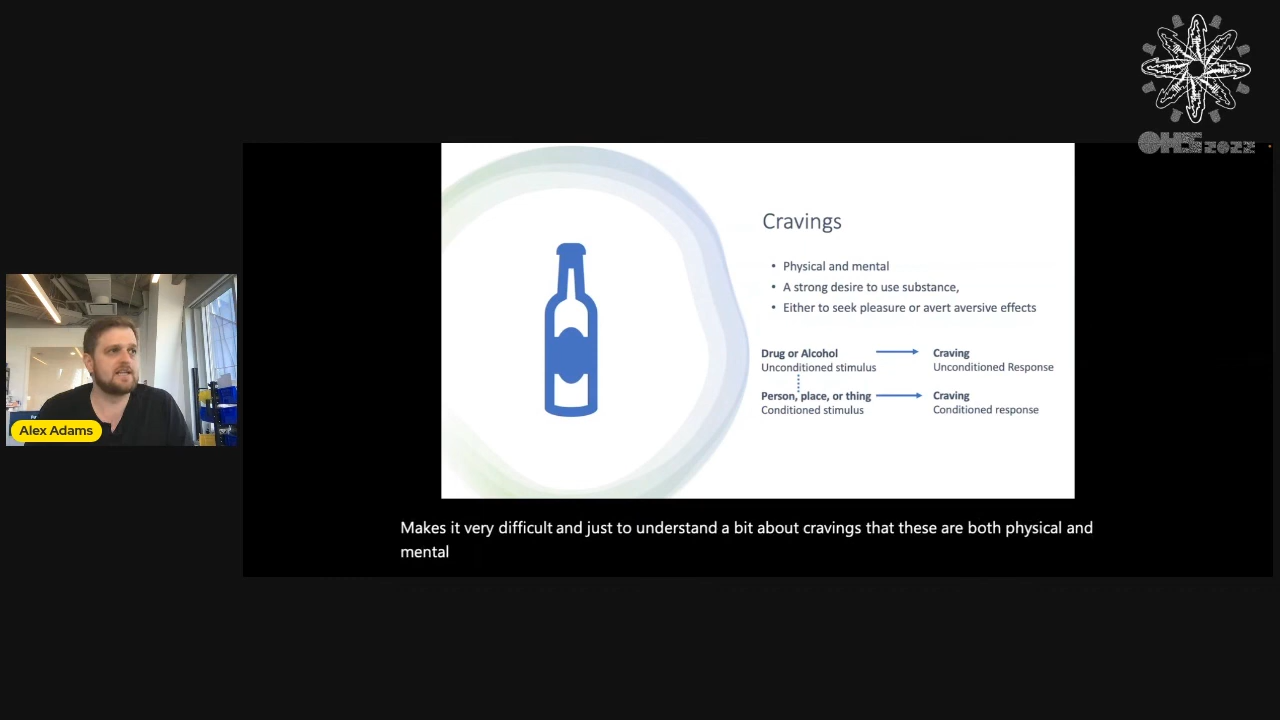 OHS2022
Cravings
• Physical and mental
• A strong desire to use substance,
• Either to seek pleasure or avert aversive effects
Drug or Alcohol
Unconditioned stimulus
Craving
Unconditioned Response
Person, place, or thing
Conditioned stimulus
Craving
Conditioned response
Alex Adams
Makes it very difficult and just to understand a bit about cravings that these are both physical and
mental